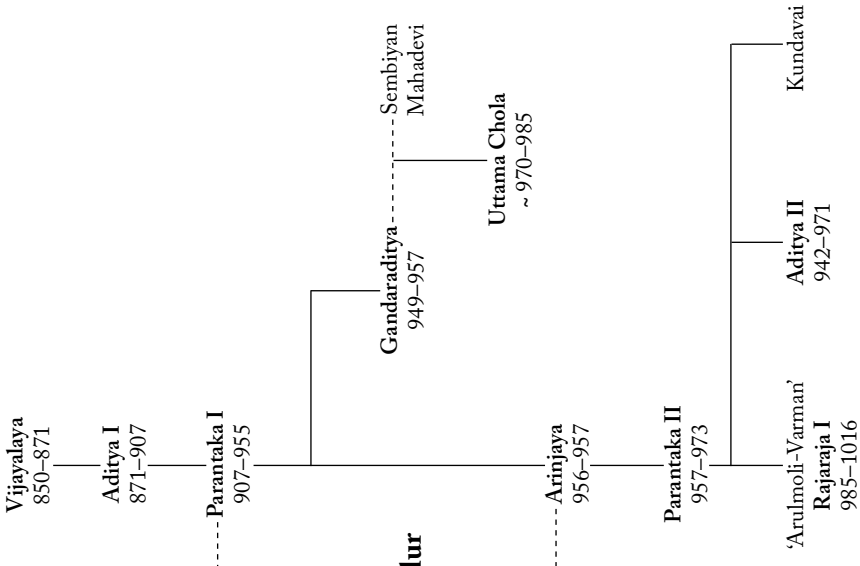 Vijayalaya
850–871
Aditya I
871–907
Parantaka I
907–955
Gandaraditya
949–957
Sembiyan
Mahadevi
Uttama Chola
~ 970–985
lur
Arinjaya
956–957
Parantaka II
957–973
'Arulmoli-Varman'
Rajaraja I
985–1016
Aditya II
942–971
Kundavai